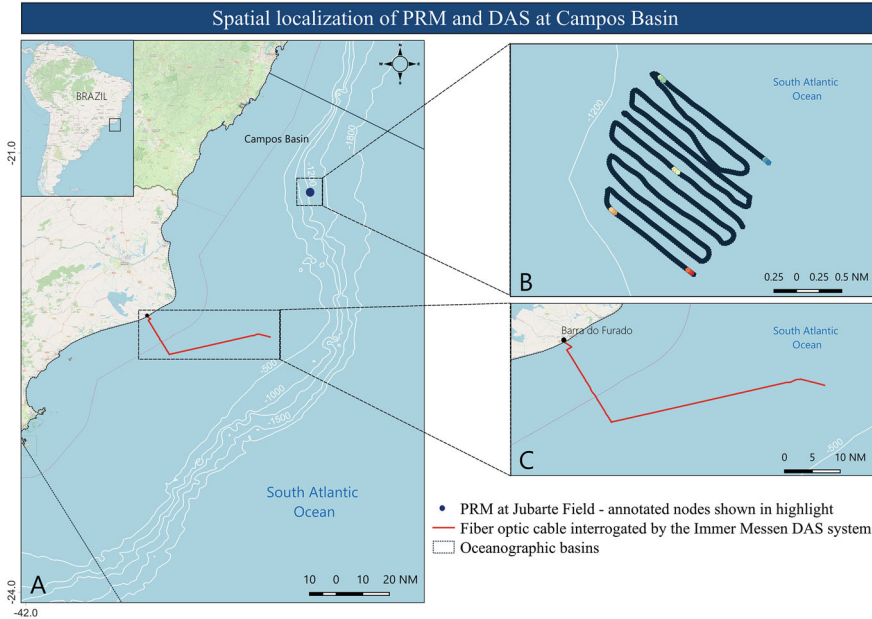 Spatial localization of PRM and DAS at Campos Basin
BRAZIL
N
W
E
S
-21.0
Campos Basin
-1200
-1800
-500
-1000
-1500
South Atlantic
Ocean
A
10 0 10 20 NM
-24.0
-42.0
-1200
South Atlantic
Ocean
B
0.25 0 0.25 0.5 NM
Barra do Furado
South Atlantic
Ocean
-500
C
0 5 10 NM
PRM at Jubarte Field - annotated nodes shown in highlight
Fiber optic cable interrogated by the Immer Messen DAS system
Oceanographic basins